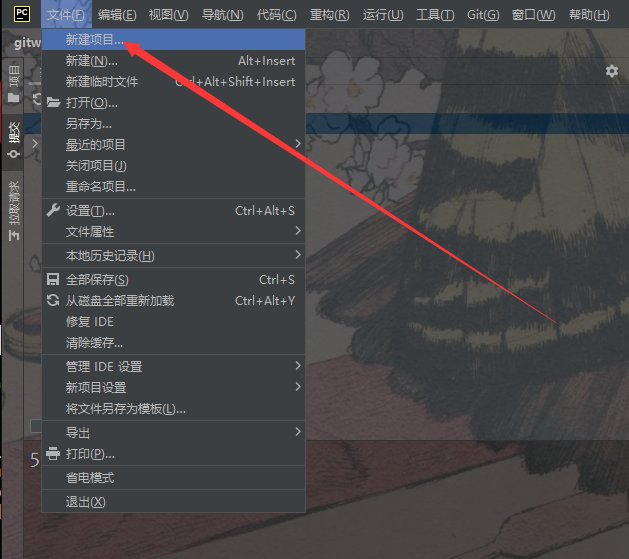 PC 文件(F) 编辑(E) 视图(V) 导航(N) 代码(C) 重构(R) 运行(U) 工具(T) Git(G) 窗口(W) 帮助(H)
gitw
项目
提交
拉取请求
新建项目...
新建(N)... Alt+Insert
新建临时文件 Ctrl+Alt+Shift+Insert
打开(O)...
另存为...
最近的项目
关闭项目(J)
重命名项目...
设置(T)... Ctrl+Alt+S
文件属性
本地历史记录(H)
全部保存(S) Ctrl+S
从磁盘全部重新加载 Ctrl+Alt+Y
修复 IDE
清除缓存...
管理 IDE 设置
新项目设置
将文件另存为模板(L)...
导出
打印(P)...
省电模式
退出(X)
5